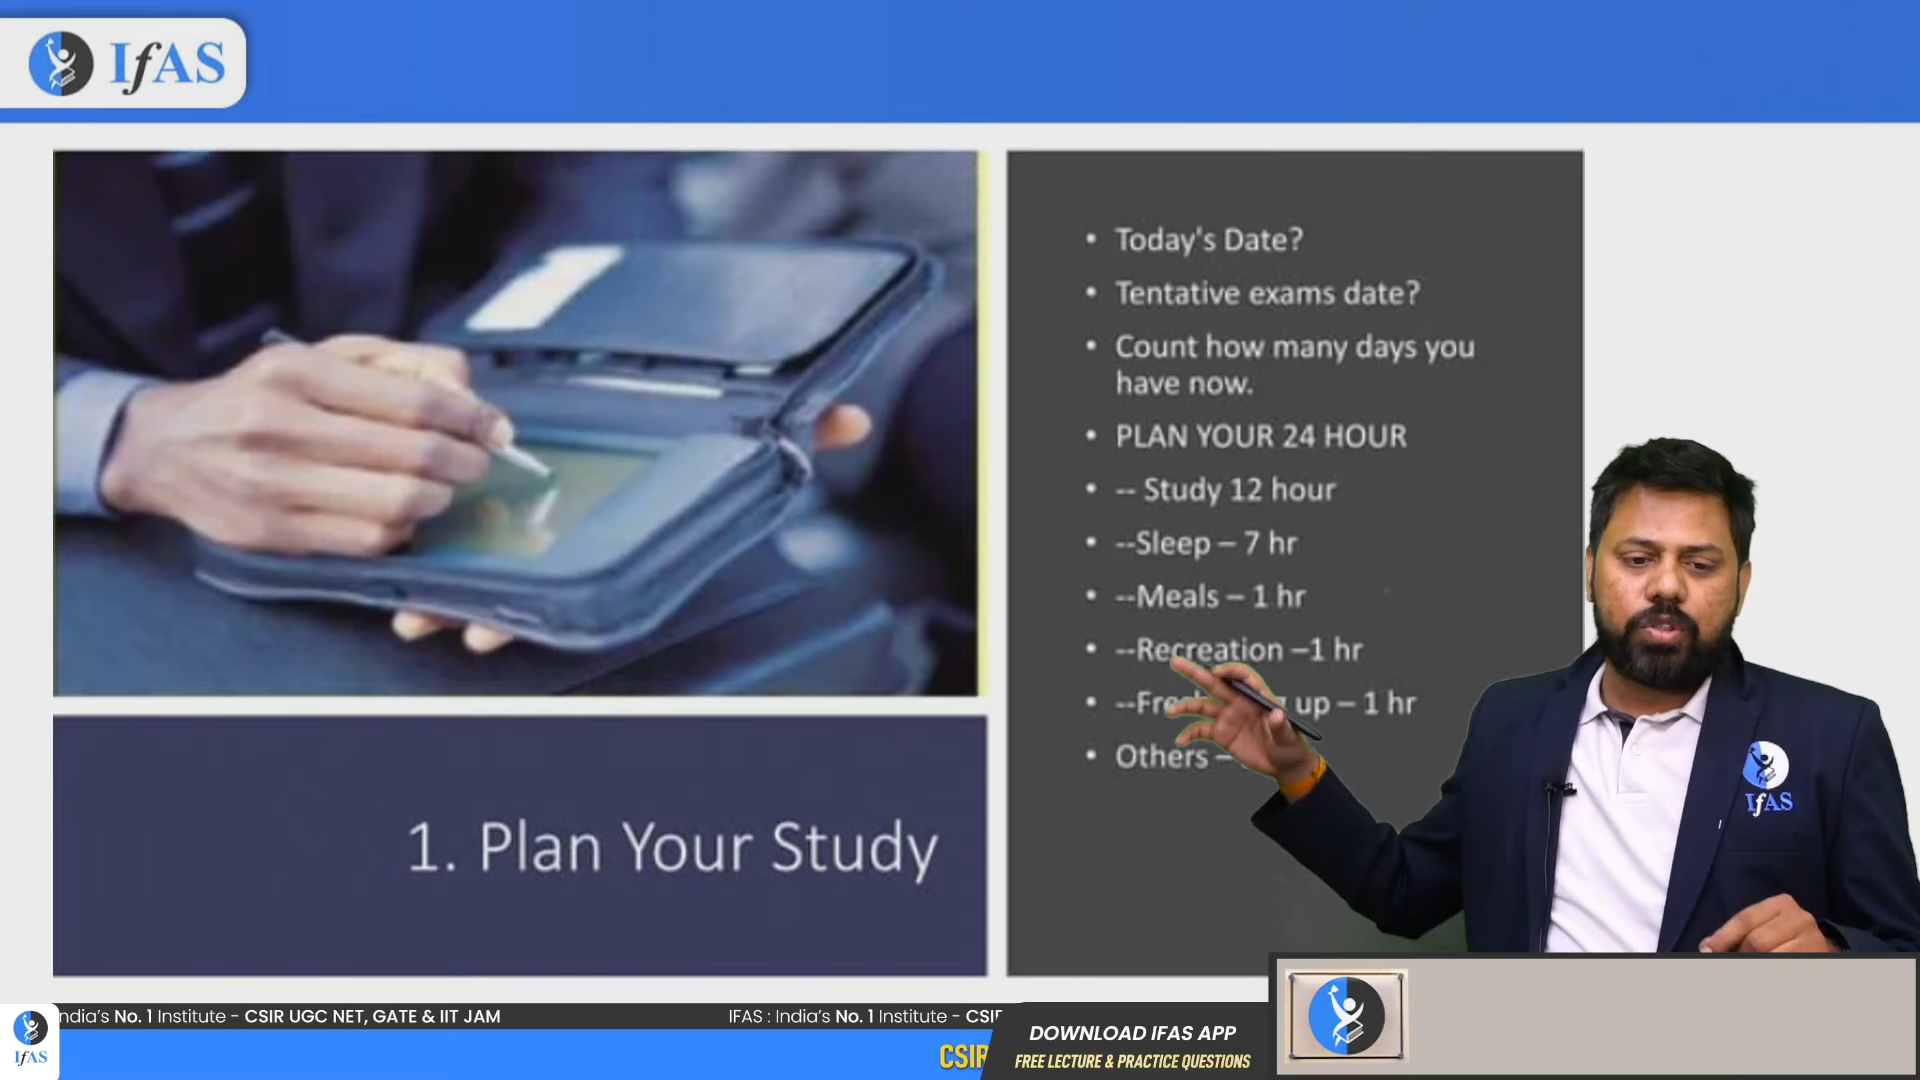 IfAS
• Today's Date?
• Tentative exams date?
• Count how many days you
have now.
• PLAN YOUR 24 HOUR
• -- Study 12 hour
• --Sleep – 7 hr
• --Meals – 1 hr
• --Recreation –1 hr
• up – 1 hr
• Others –
1. Plan Your Study
IfAS
ndia's No. 1 Institute - CSIR UGC NET, GATE & IIT JAM
IFAS : India's No. 1 Institute -
DOWNLOAD IFAS APP
FREE LECTURE & PRACTICE QUESTIONS
CSIR
IfAS